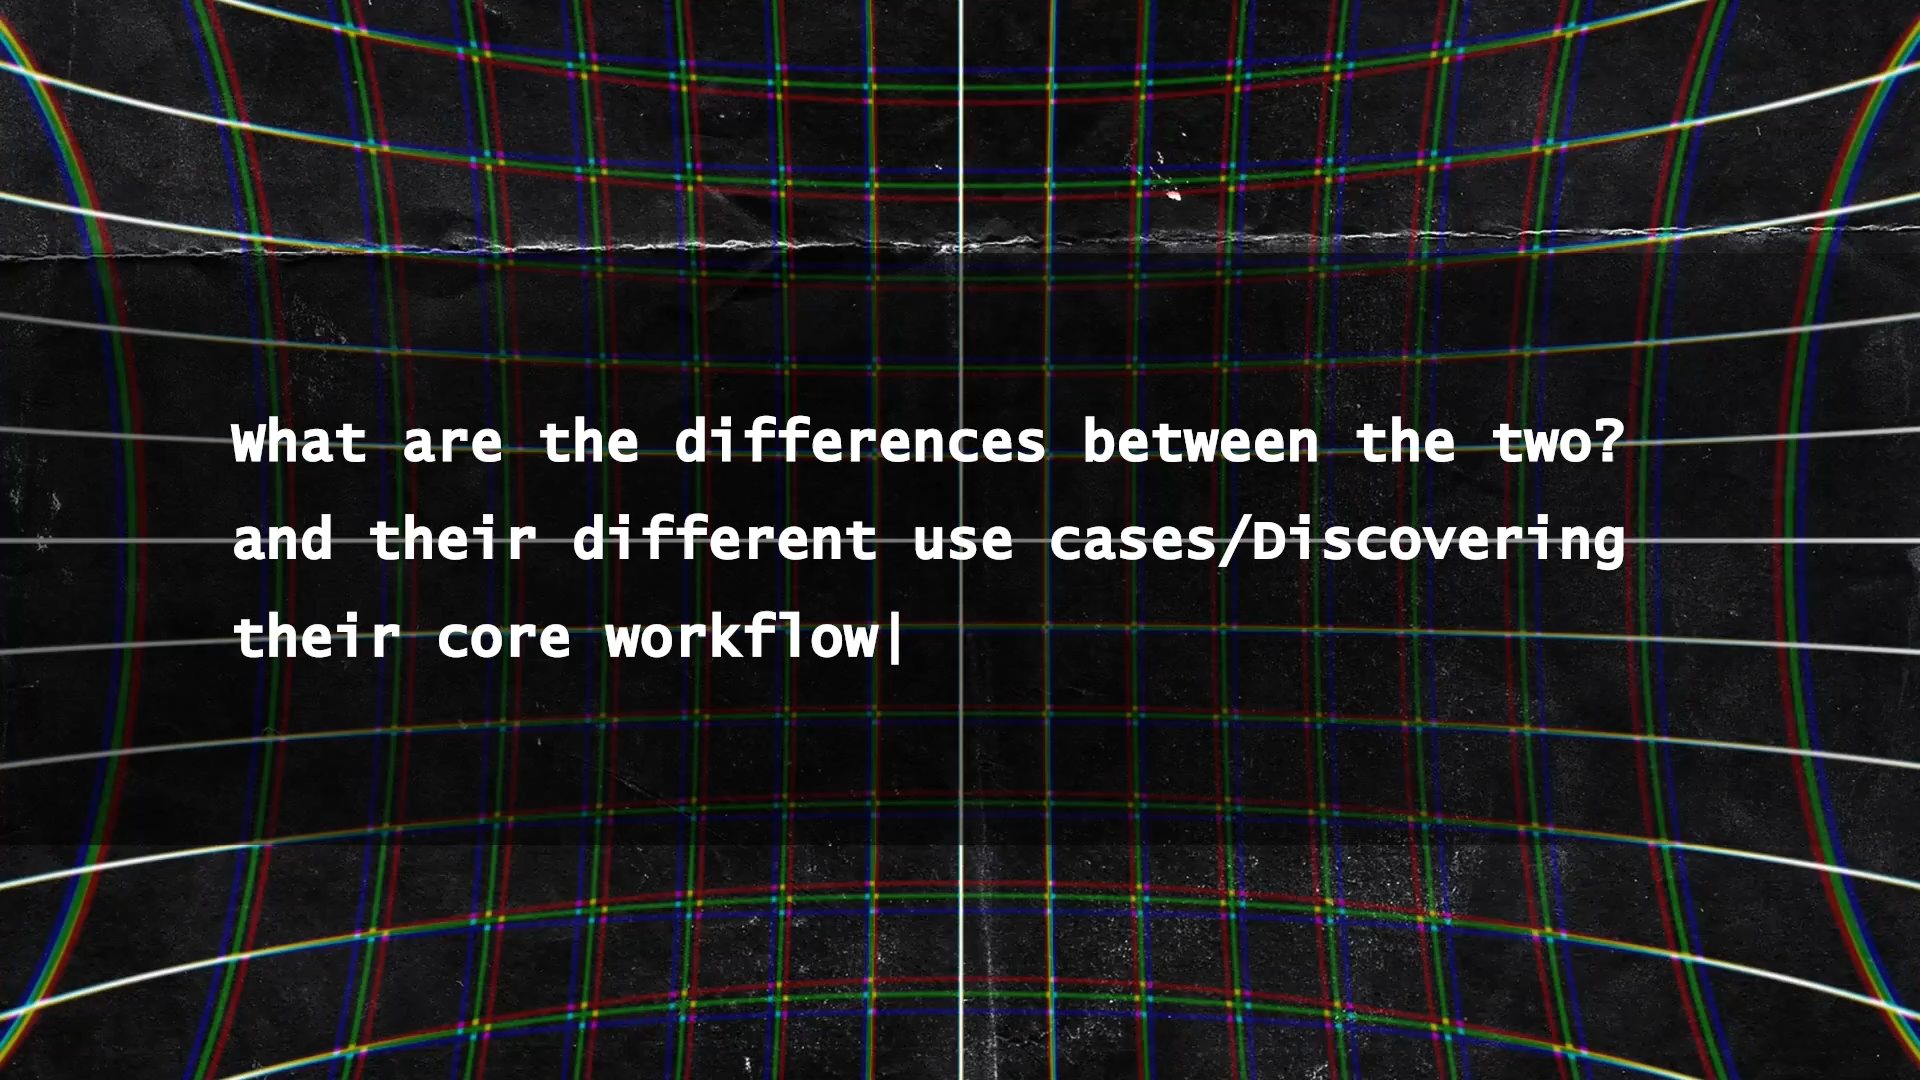 What are the differences between the two?
and their different use cases/Discovering
their core workflow|